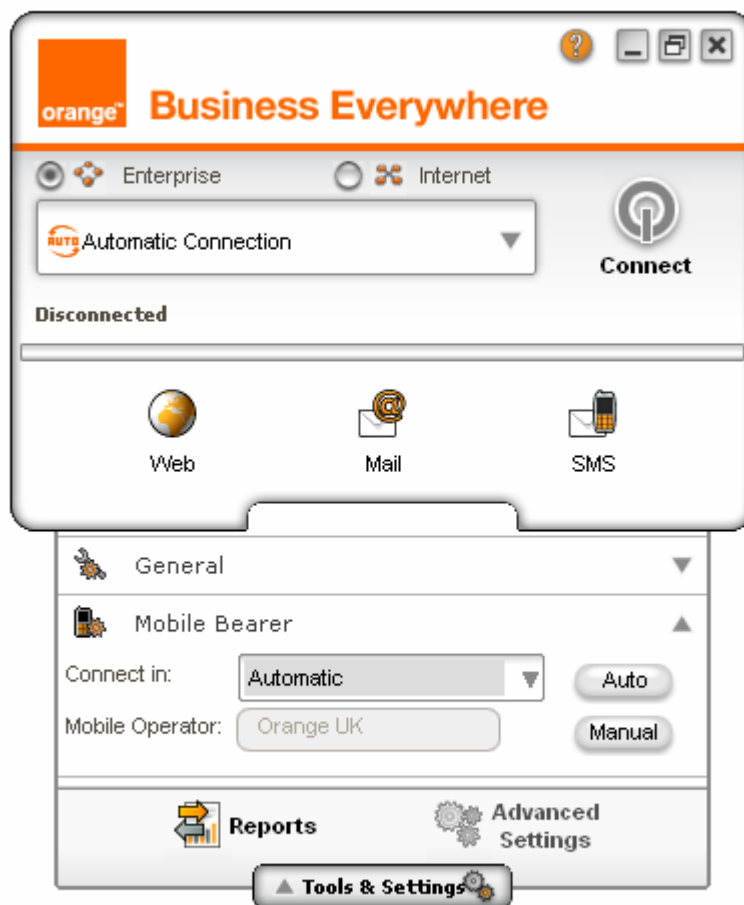 ?
orange™ Business Everywhere
Enterprise Internet
AUTO Automatic Connection
Connect
Disconnected
Web Mail SMS
General
Mobile Bearer
Connect in: Automatic Auto
Mobile Operator: Orange UK Manual
Reports Advanced Settings
Tools & Settings